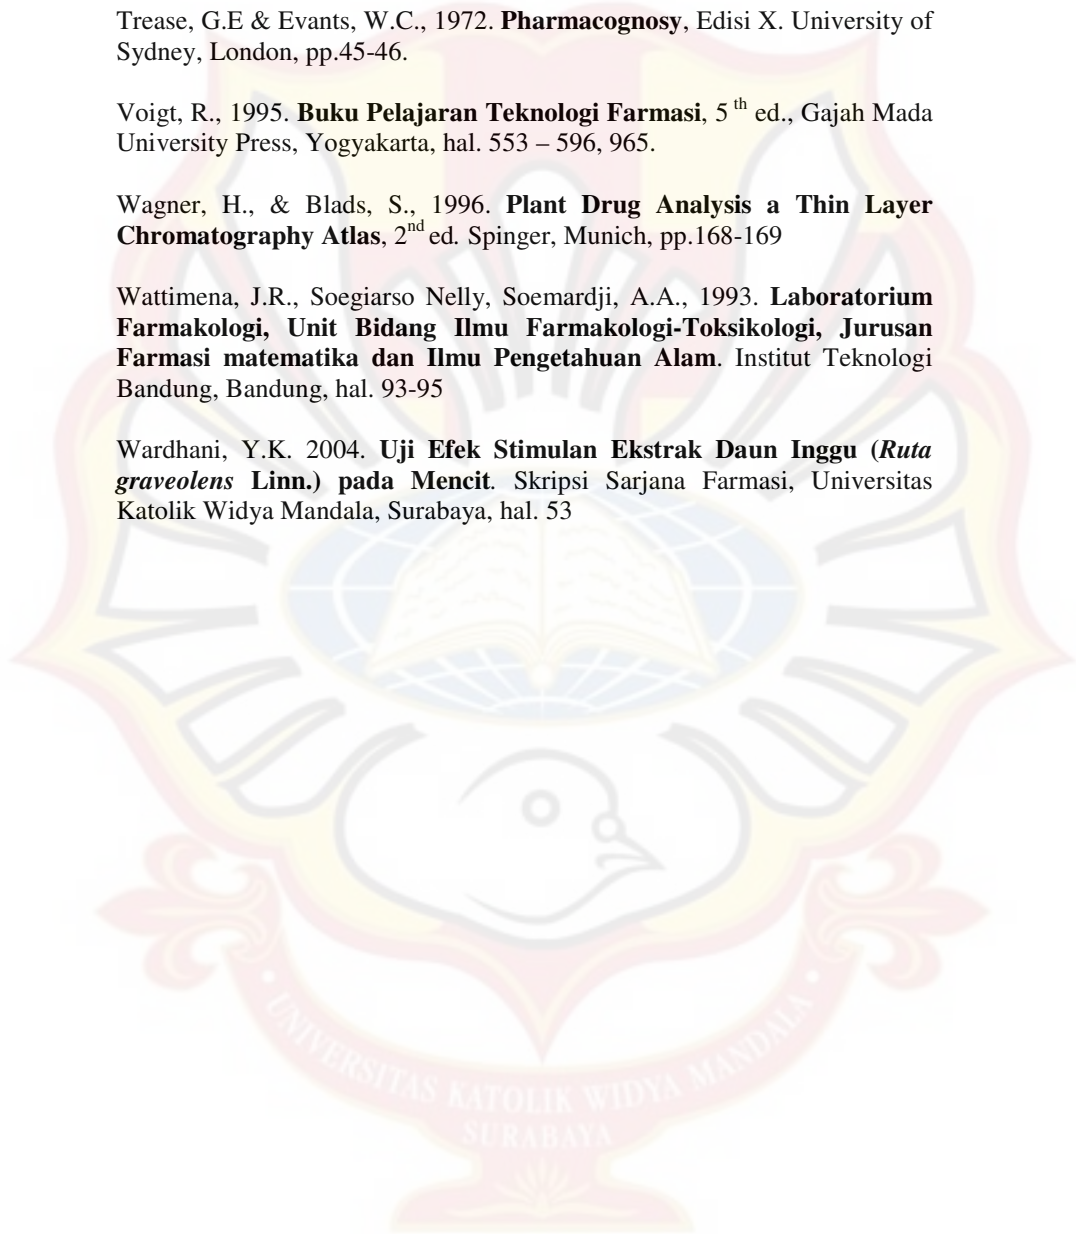 Trease, G.E & Evants, W.C., 1972. Pharmacognosy, Edisi X. University of
Sydney, London, pp.45-46.
Voigt, R., 1995. Buku Pelajaran Teknologi Farmasi, 5 th ed., Gajah Mada
University Press, Yogyakarta, hal. 553 – 596, 965.
Wagner, H., & Blads, S., 1996. Plant Drug Analysis a Thin Layer
Chromatography Atlas, 2nd ed. Spinger, Munich, pp.168-169
Wattimena, J.R., Soegiarso Nelly, Soemardji, A.A., 1993. Laboratorium
Farmakologi, Unit Bidang Ilmu Farmakologi-Toksikologi, Jurusan
Farmasi matematika dan Ilmu Pengetahuan Alam. Institut Teknologi
Bandung, Bandung, hal. 93-95
Wardhani, Y.K. 2004. Uji Efek Stimulan Ekstrak Daun Inggu (Ruta
graveolens Linn.) pada Mencit. Skripsi Sarjana Farmasi, Universitas
Katolik Widya Mandala, Surabaya, hal. 53
UNIVERSITAS KATOLIK WIDYA MANDALA
SURABAYA